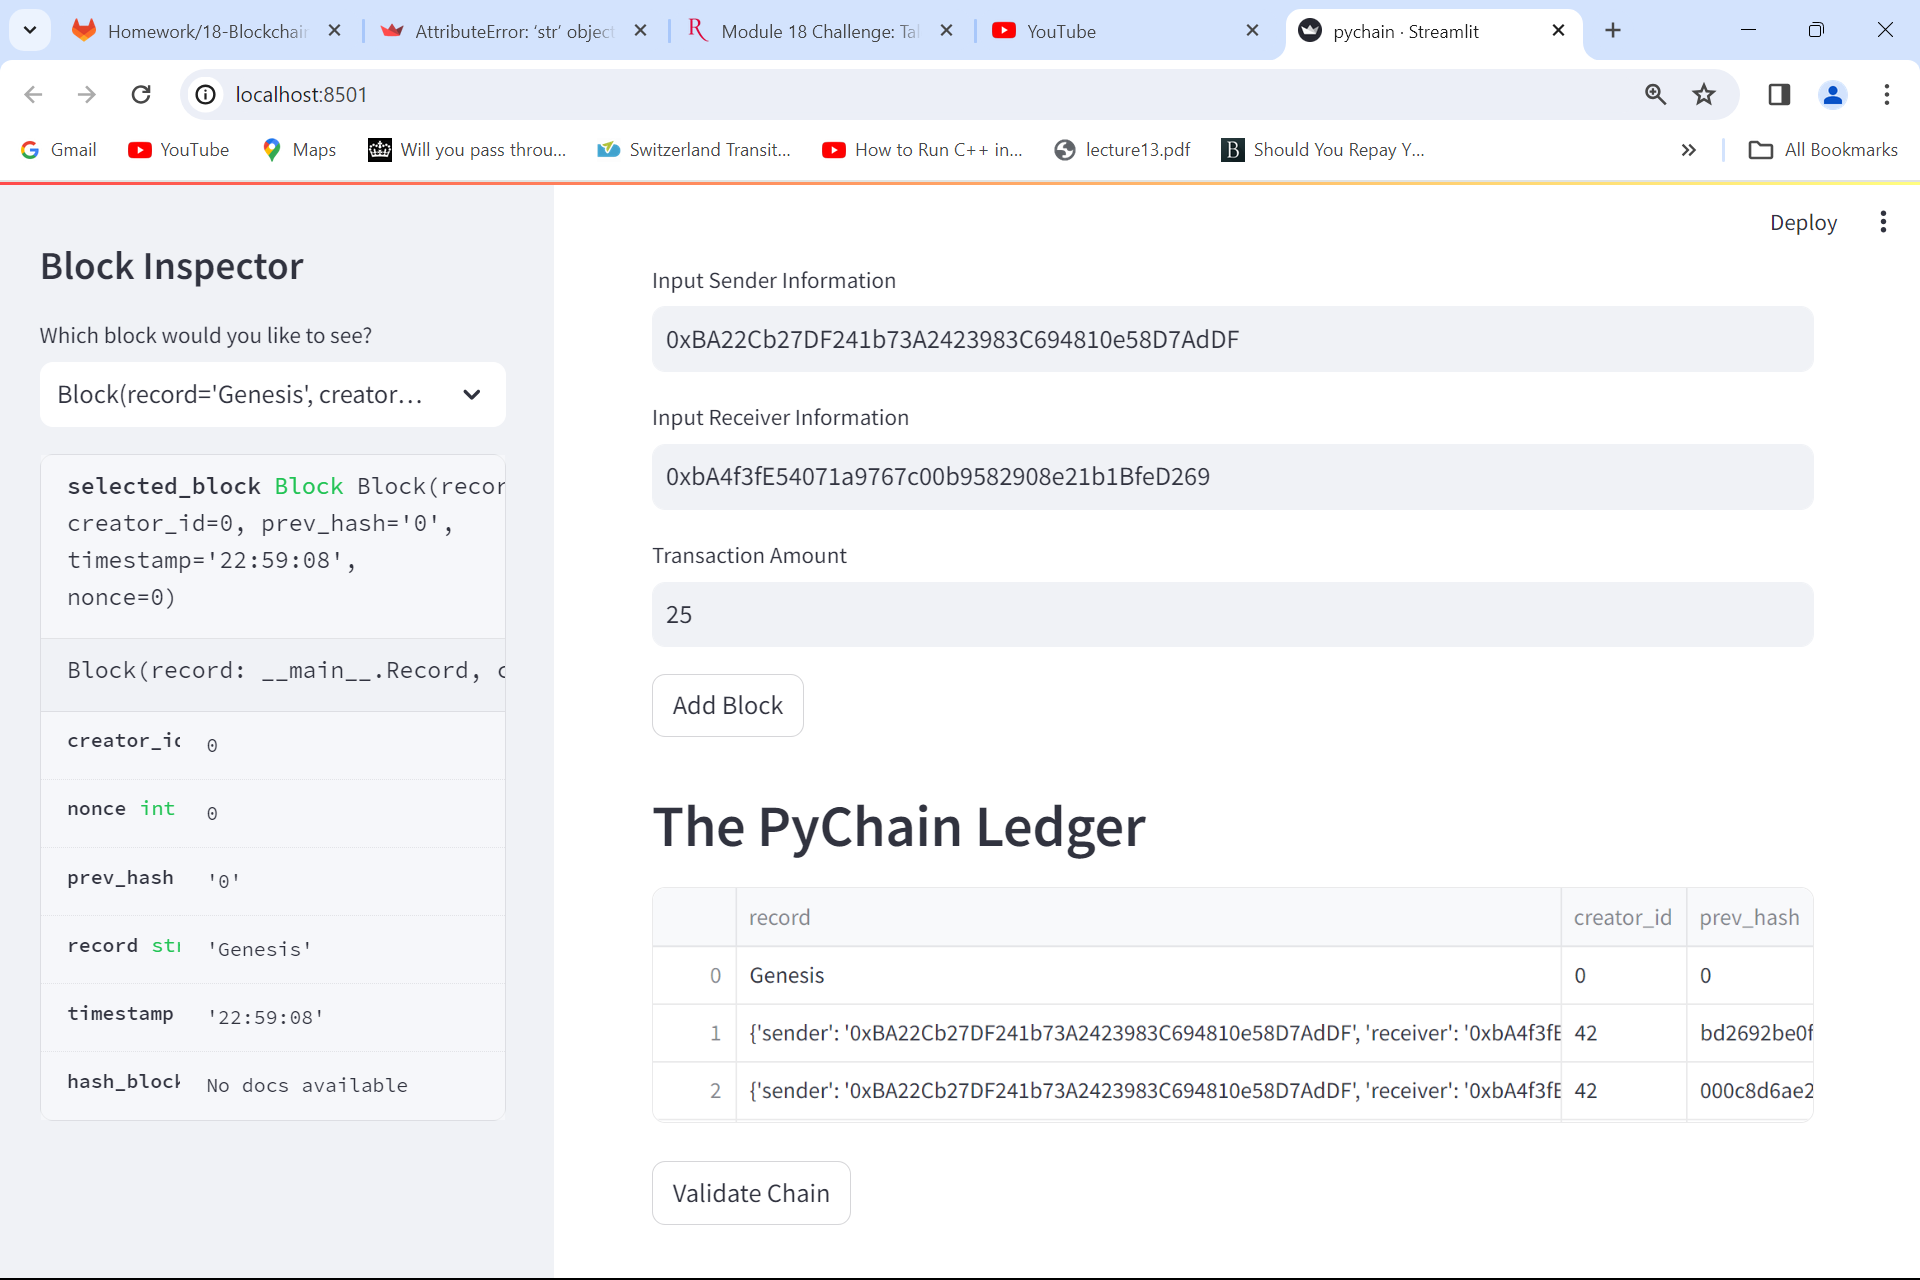 Homework/18-Blockchain
AttributeError: ‘str’ object
Module 18 Challenge: Tal
YouTube
pychain · Streamlit
localhost:8501
Gmail
YouTube
Maps
Will you pass throu...
Switzerland Transit...
How to Run C++ in...
lecture13.pdf
Should You Repay Y...
All Bookmarks
Deploy
Block Inspector
Which block would you like to see?
Block(record='Genesis', creator...
selected_block Block Block(recor
creator_id=0, prev_hash='0',
timestamp='22:59:08',
nonce=0)
Block(record: __main__.Record, c
creator_id 0
nonce int 0
prev_hash '0'
record str 'Genesis'
timestamp '22:59:08'
hash_block No docs available
Input Sender Information
0xBA22Cb27DF241b73A2423983C694810e58D7AdDF
Input Receiver Information
0xbA4f3fE54071a9767c00b9582908e21b1BfeD269
Transaction Amount
25
Add Block
The PyChain Ledger
record creator_id prev_hash
0 Genesis 0 0
1 {'sender': '0xBA22Cb27DF241b73A2423983C694810e58D7AdDF', 'receiver': '0xbA4f3fE 42 bd2692be0f
2 {'sender': '0xBA22Cb27DF241b73A2423983C694810e58D7AdDF', 'receiver': '0xbA4f3fE 42 000c8d6ae2
Validate Chain